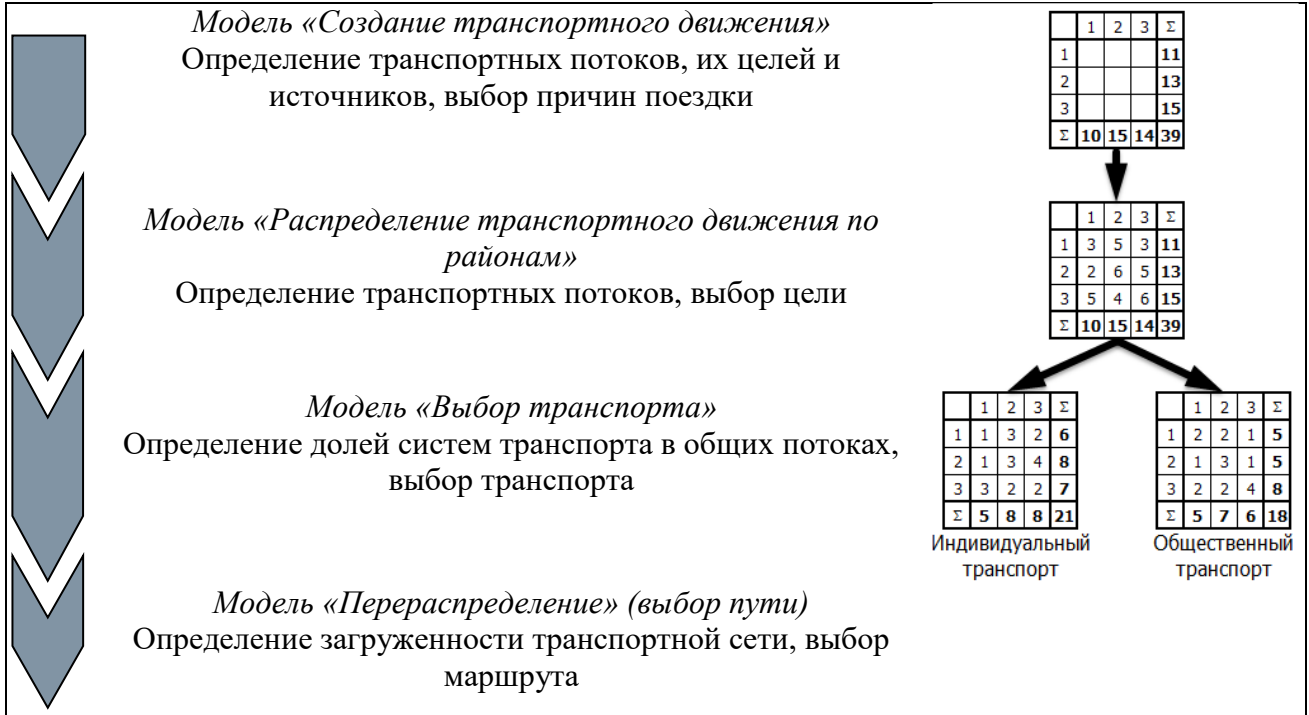 Модель «Создание транспортного движения»
Определение транспортных потоков, их целей и
источников, выбор причин поездки
1 2 3 Σ
1 11
2 13
3 15
Σ 10 15 14 39
Модель «Распределение транспортного движения по
районам»
Определение транспортных потоков, выбор цели
1 2 3 Σ
1 3 5 3 11
2 2 6 5 13
3 5 4 6 15
Σ 10 15 14 39
Модель «Выбор транспорта»
Определение долей систем транспорта в общих потоках,
выбор транспорта
1 2 3 Σ
1 1 3 2 6
2 1 3 4 8
3 3 2 2 7
Σ 5 8 8 21
Индивидуальный
транспорт
1 2 3 Σ
1 2 2 1 5
2 1 3 1 5
3 2 2 4 8
Σ 5 7 6 18
Общественный
транспорт
Модель «Перераспределение» (выбор пути)
Определение загруженности транспортной сети, выбор
маршрута